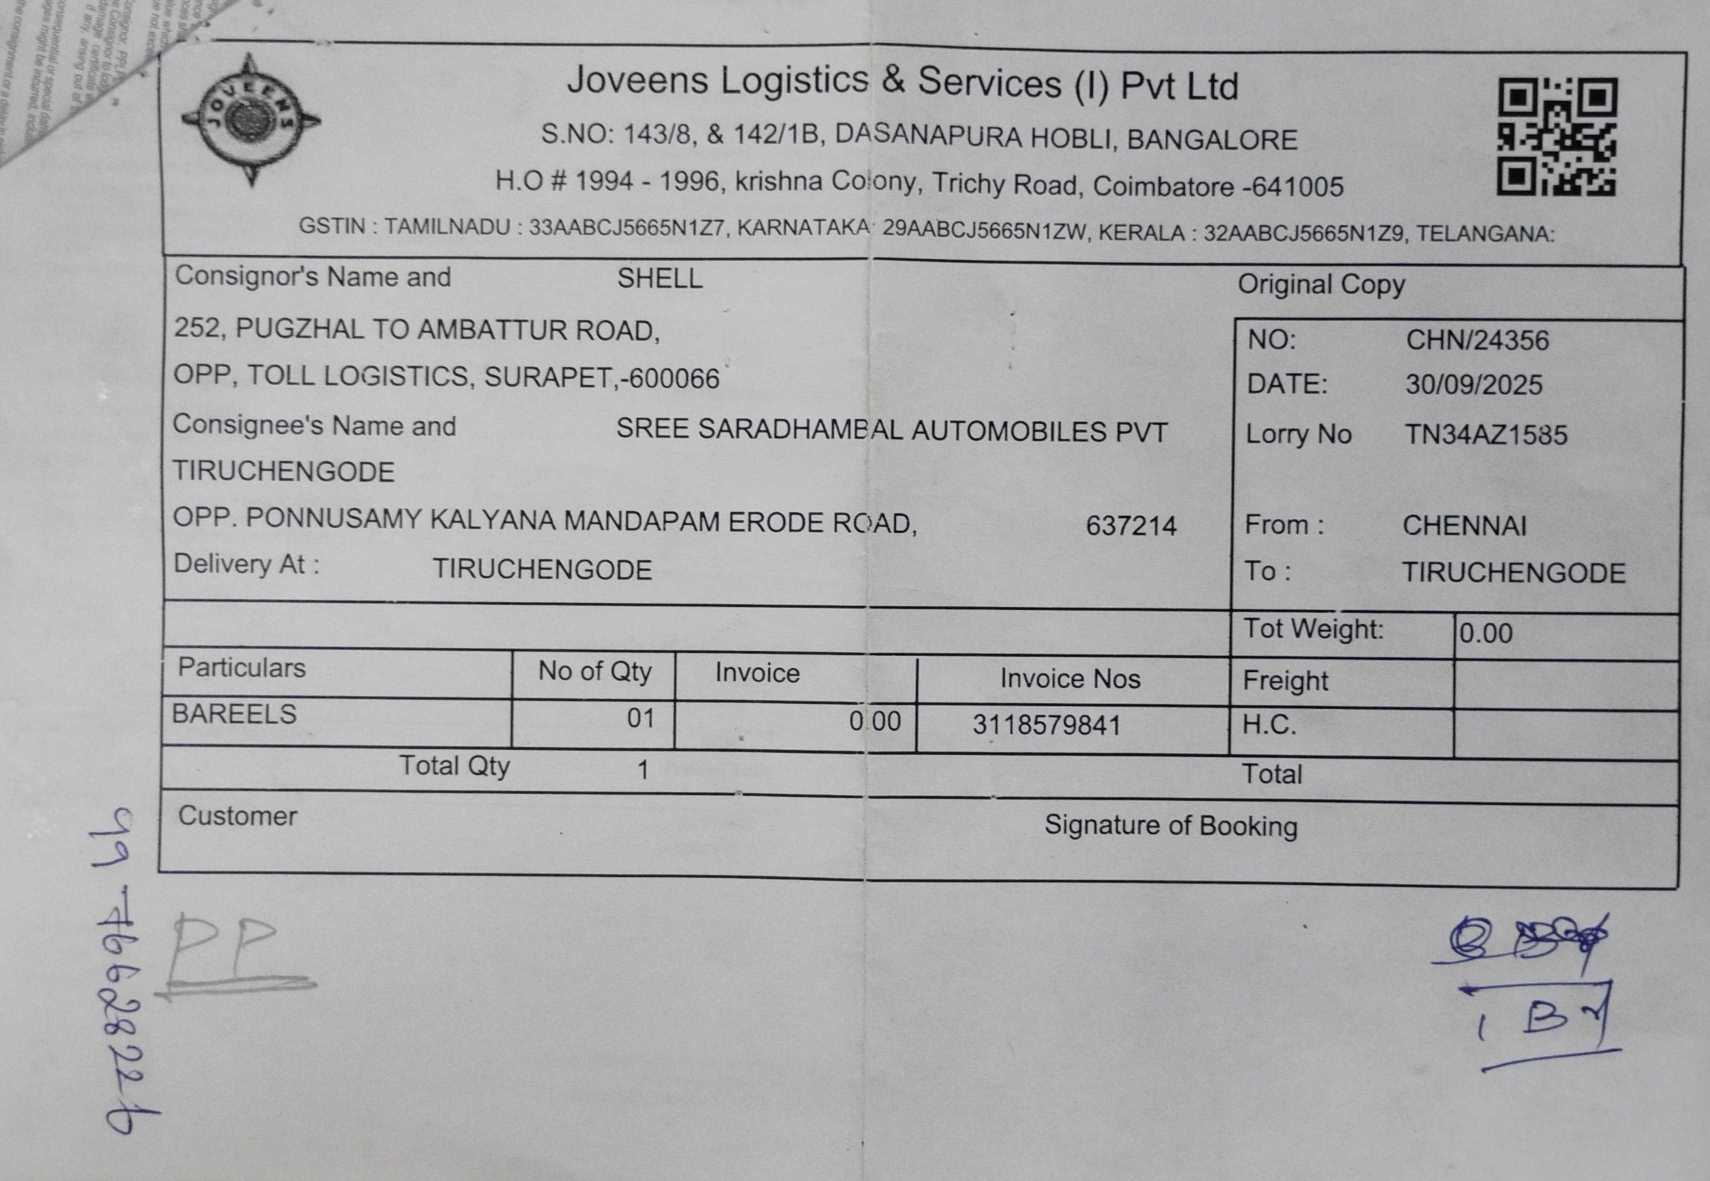 JOVEENS
Joveens Logistics & Services (I) Pvt Ltd
S.NO: 143/8, & 142/1B, DASANAPURA HOBLI, BANGALORE
H.O # 1994 - 1996, krishna Colony, Trichy Road, Coimbatore -641005
GSTIN : TAMILNADU : 33AABCJ5665N1Z7, KARNATAKA: 29AABCJ5665N1ZW, KERALA : 32AABCJ5665N1Z9, TELANGANA:
Consignor's Name and SHELL
252, PUGZHAL TO AMBATTUR ROAD,
OPP, TOLL LOGISTICS, SURAPET,-600066
Consignee's Name and SREE SARADHAMBAL AUTOMOBILES PVT
TIRUCHENGODE
OPP. PONNUSAMY KALYANA MANDAPAM ERODE ROAD, 637214
Delivery At : TIRUCHENGODE
Original Copy
NO: CHN/24356
DATE: 30/09/2025
Lorry No TN34AZ1585
From : CHENNAI
To : TIRUCHENGODE
Tot Weight: 0.00
Particulars No of Qty Invoice Invoice Nos Freight
BAREELS 01 0.00 3118579841 H.C.
Total Qty 1 Total
Customer Signature of Booking
99 76628226
PP
1 B